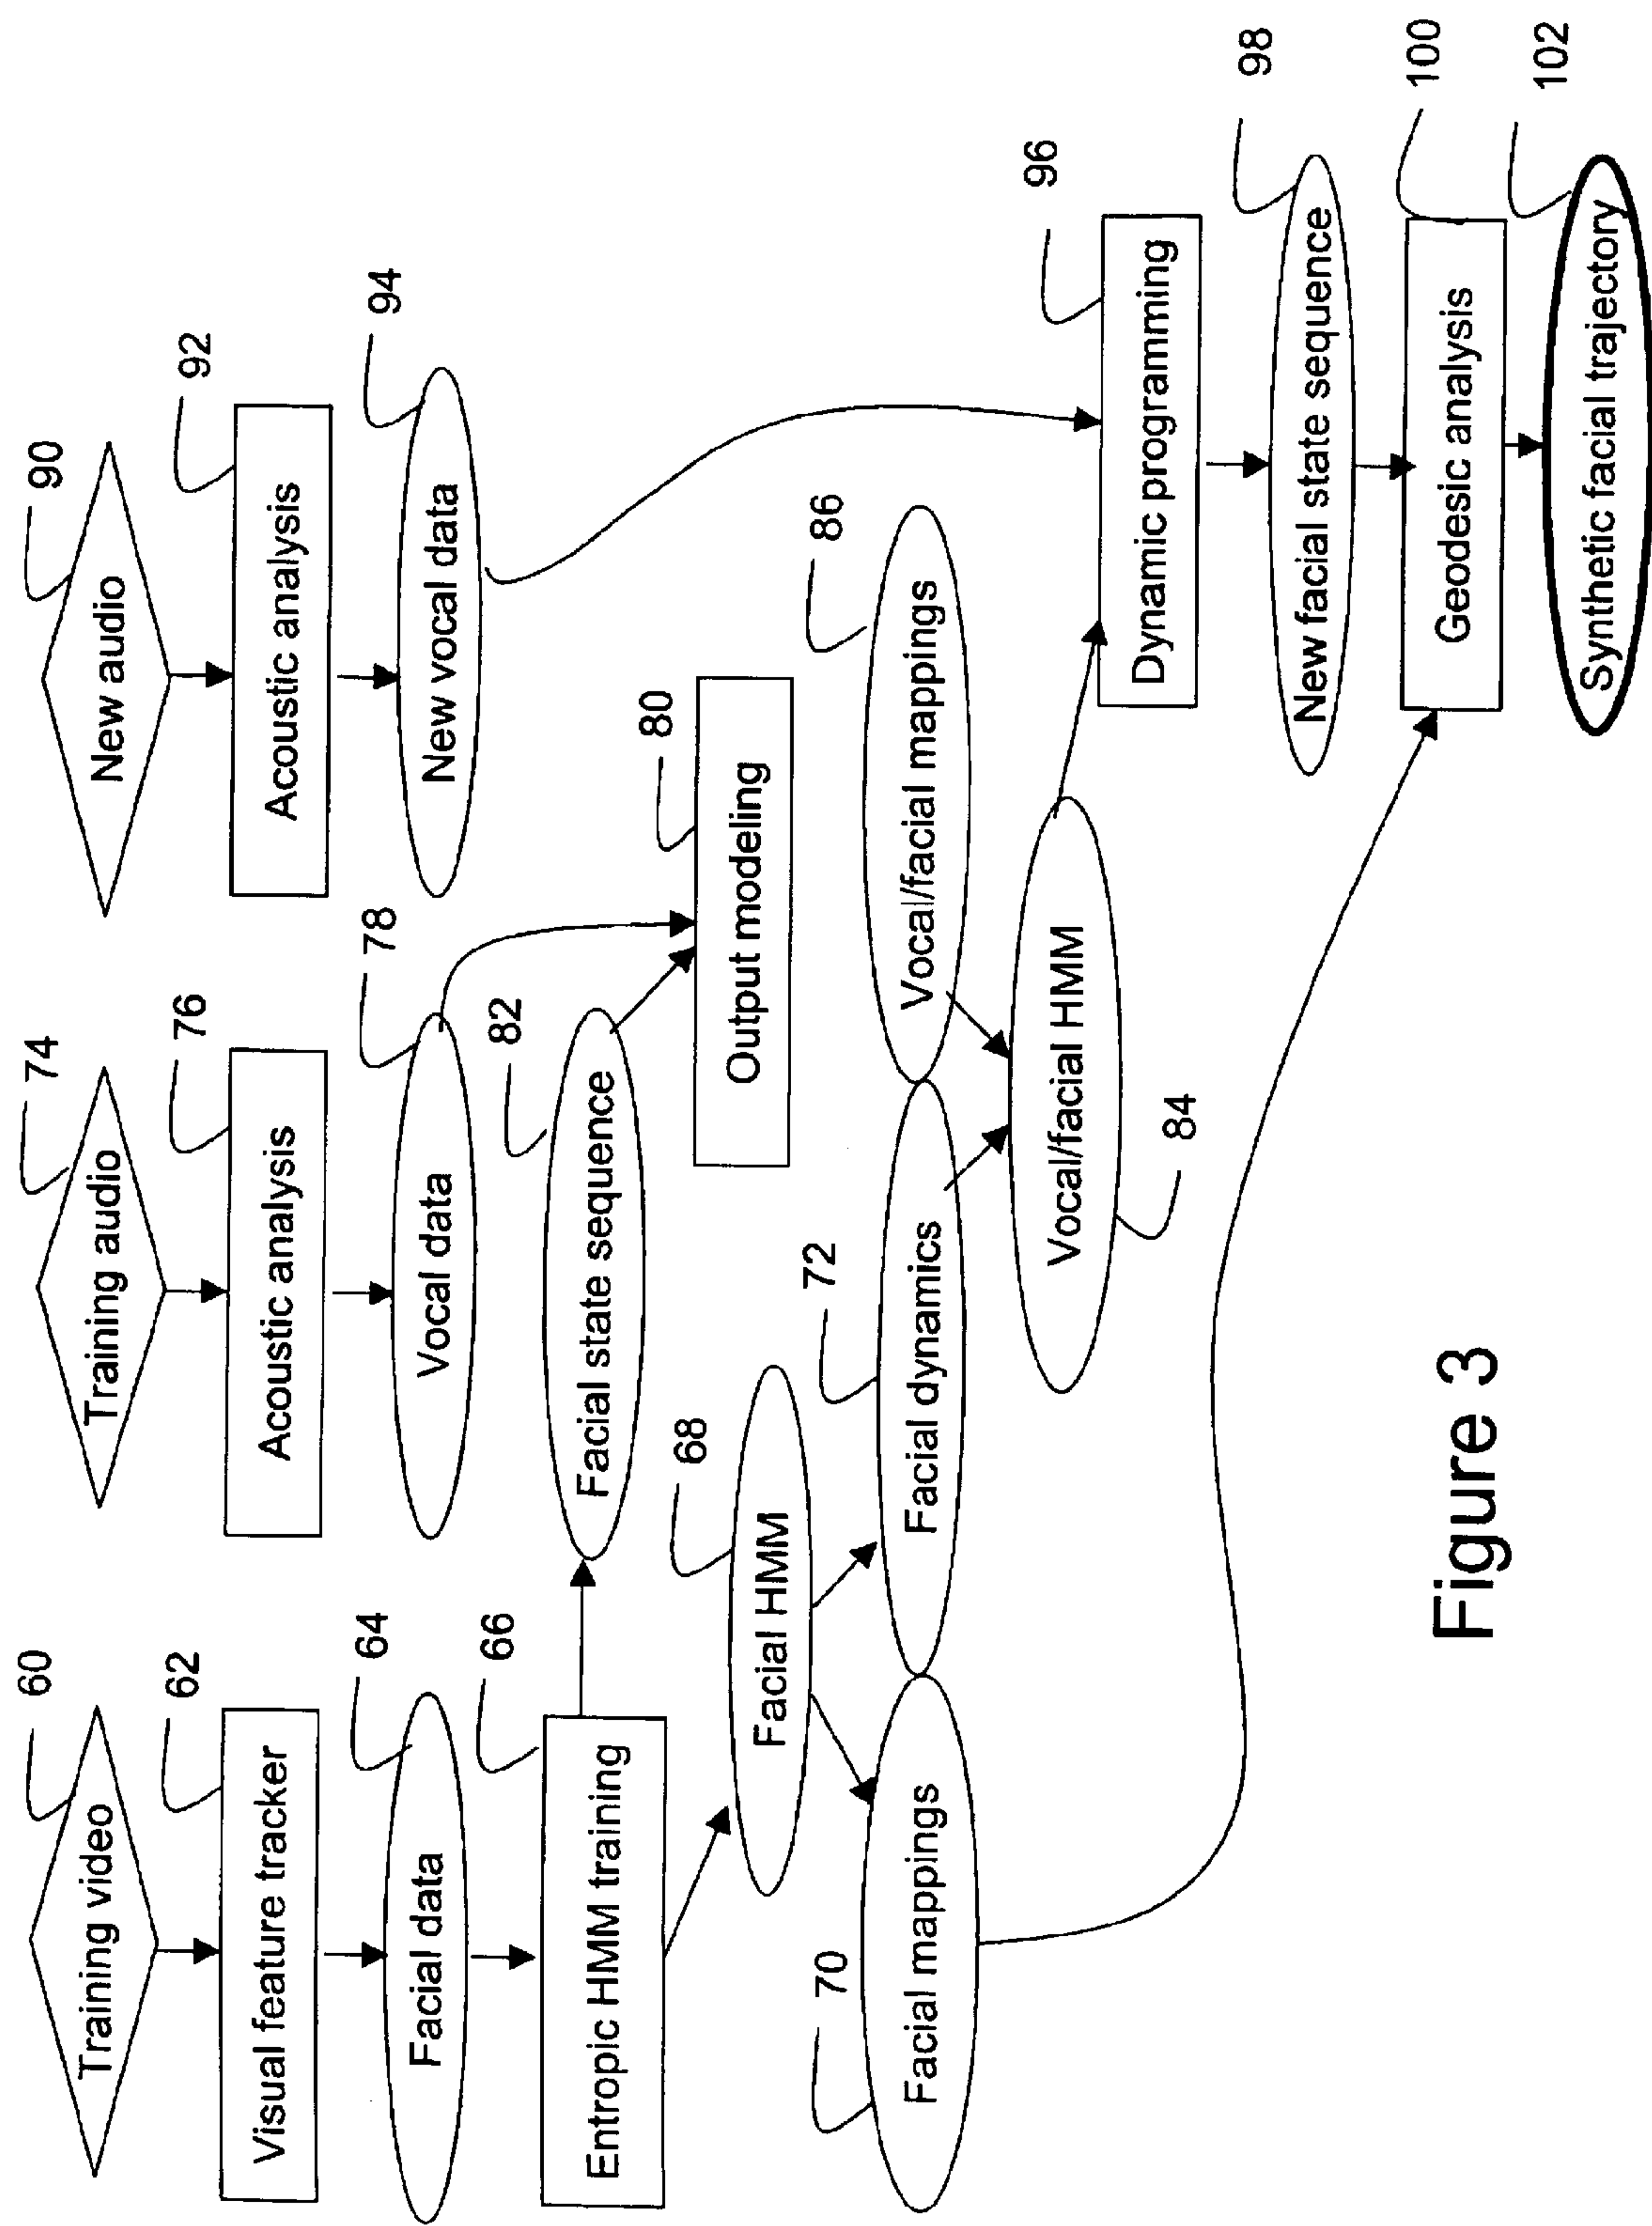 60
Training video
62
Visual feature tracker
64
Facial data
66
Entropic HMM training
68
Facial HMM
70
Facial mappings
72
Facial dynamics
74
Training audio
76
Acoustic analysis
78
Vocal data
82
Facial state sequence
80
Output modeling
86
Vocal/facial mappings
Vocal/facial HMM
84
90
New audio
92
Acoustic analysis
94
New vocal data
96
Dynamic programming
98
New facial state sequence
100
Geodesic analysis
102
Synthetic facial trajectory
Figure 3